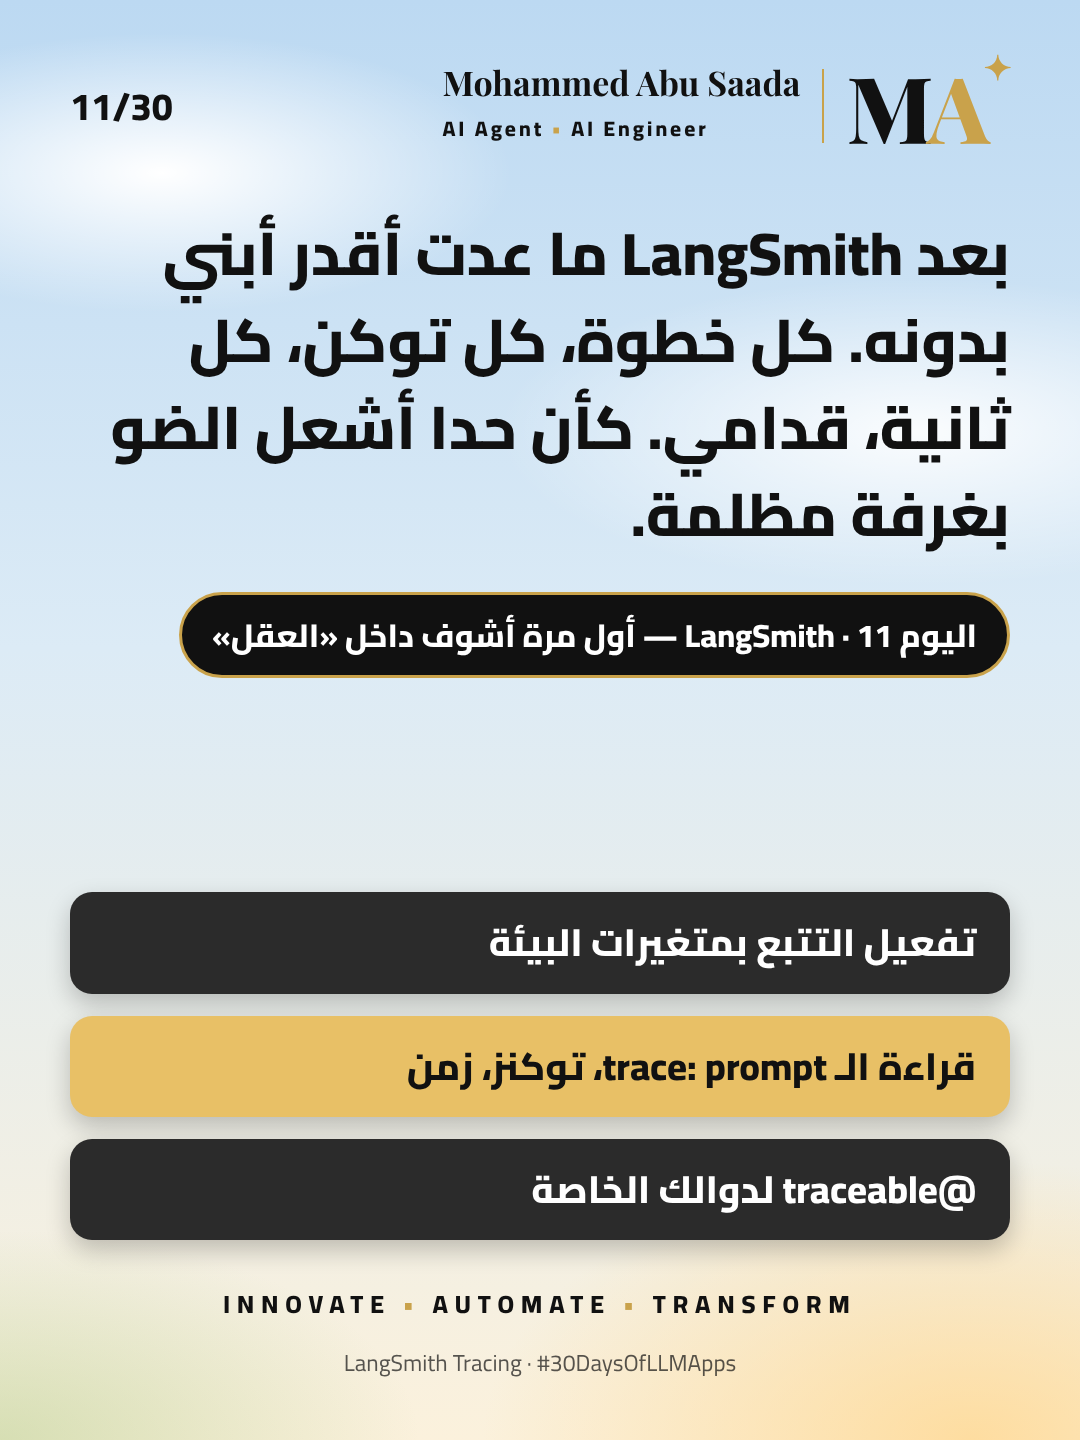 11/30
Mohammed Abu Saada
AI Agent ▪ AI Engineer
MA
بعد LangSmith ما عدت أقدر أبني
بدونه. كل خطوة، كل توكن، كل
ثانية، قدامي. كأن حدا أشعل الضو
بغرفة مظلمة.
اليوم 11 · LangSmith — أول مرة أشوف داخل «العقل»
تفعيل التتبع بمتغيرات البيئة
قراءة الـ trace: prompt، توكنز، زمن
@traceable لدوالك الخاصة
INNOVATE ▪ AUTOMATE ▪ TRANSFORM
LangSmith Tracing · #30DaysOfLLMApps